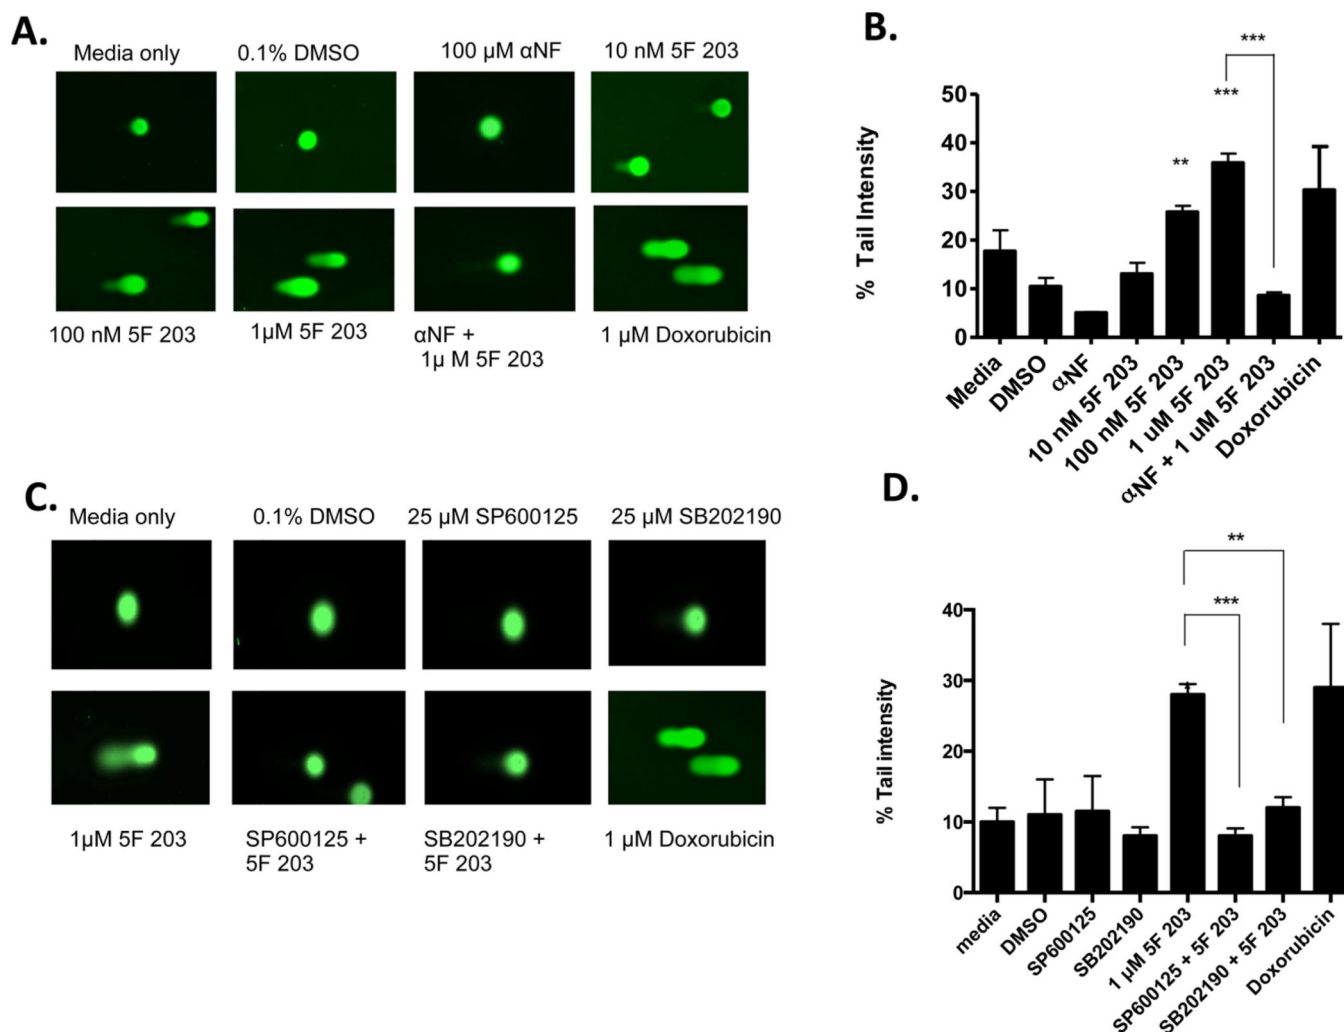 A.
Media only
0.1% DMSO
100 µM αNF
10 nM 5F 203
100 nM 5F 203
1µM 5F 203
αNF +
1µ M 5F 203
1 µM Doxorubicin
B.
***
***
**
% Tail Intensity
50
40
30
20
10
0
Media
DMSO
αNF
10 nM 5F 203
100 nM 5F 203
1 uM 5F 203
αNF + 1 uM 5F 203
Doxorubicin
C.
Media only
0.1% DMSO
25 µM SP600125
25 µM SB202190
1µM 5F 203
SP600125 +
5F 203
SB202190 +
5F 203
1 µM Doxorubicin
D.
**
***
% Tail intensity
40
30
20
10
0
media
DMSO
SP600125
SB202190
1 µM 5F 203
SP600125 + 5F 203
SB202190 + 5F 203
Doxorubicin